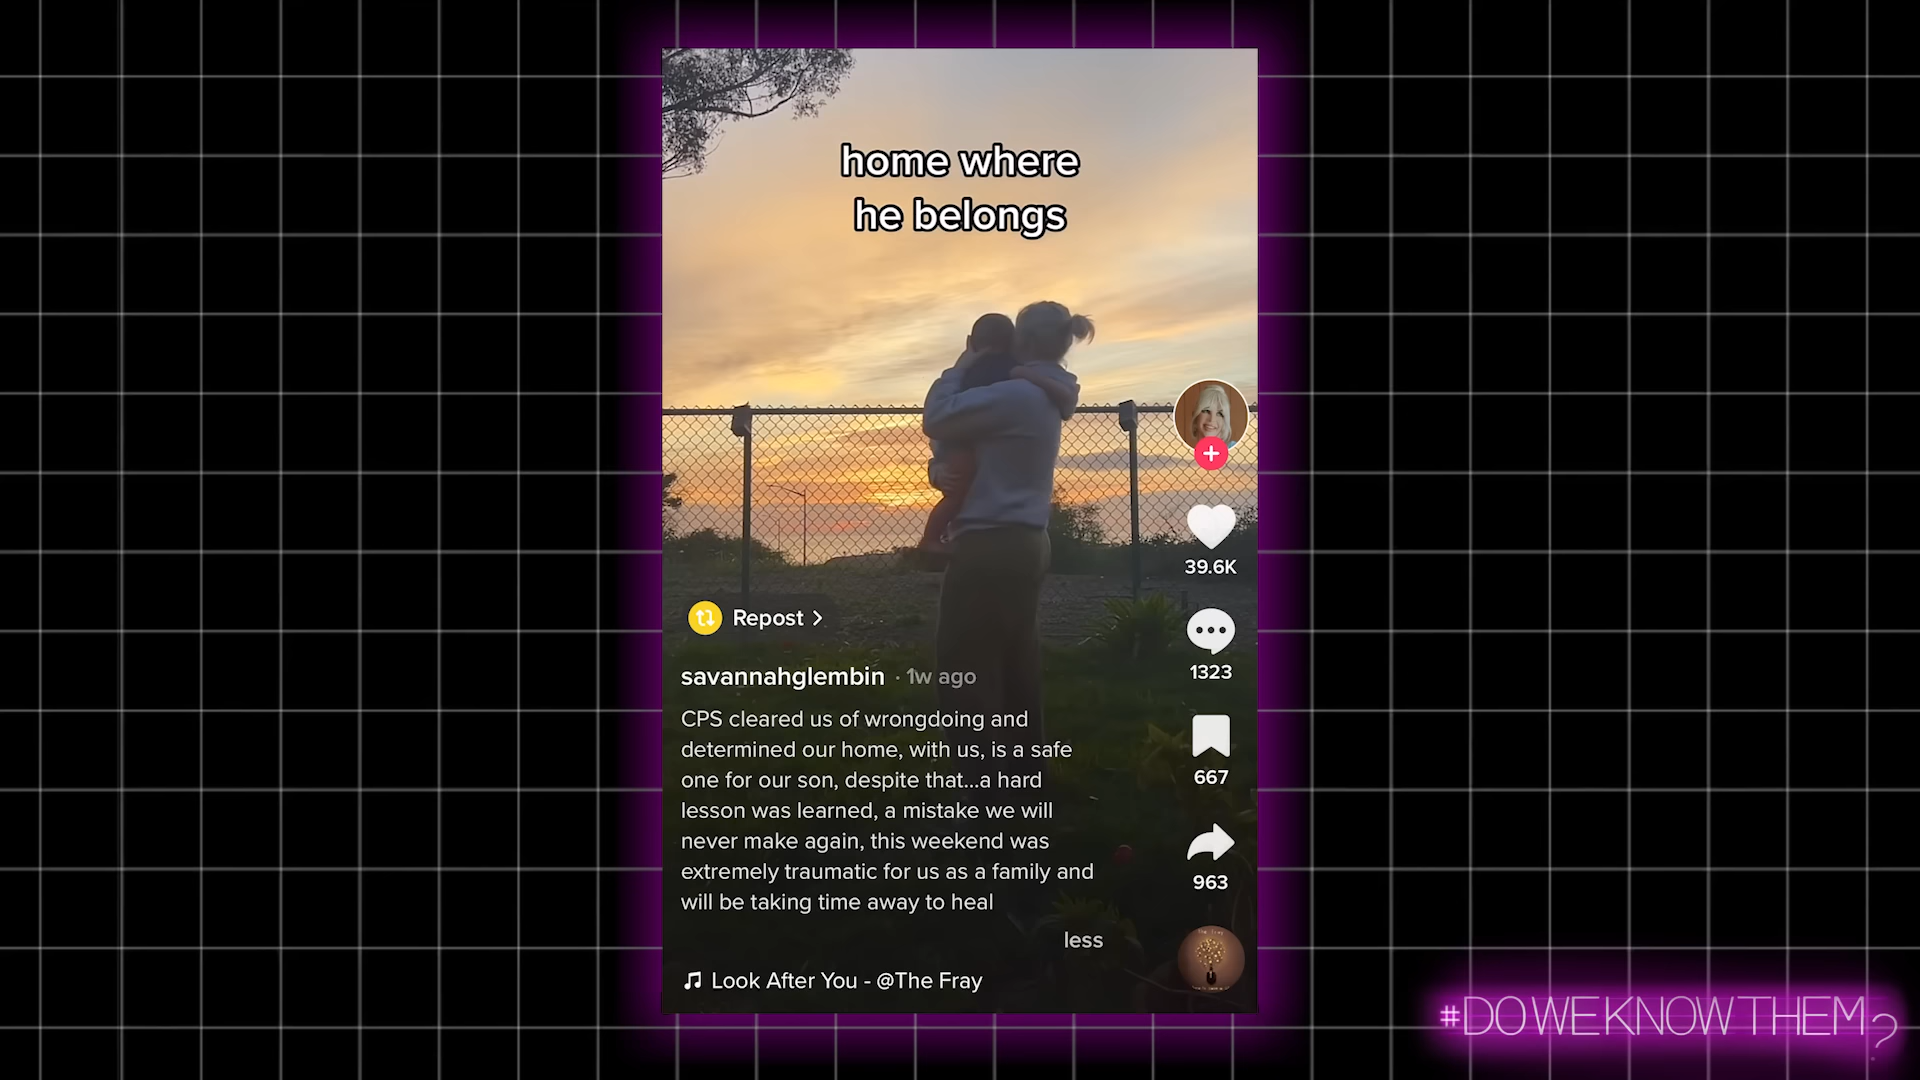 home where
he belongs
39.6K
Repost >
1323
savannahglembin · 1w ago
CPS cleared us of wrongdoing and
determined our home, with us, is a safe
one for our son, despite that...a hard
lesson was learned, a mistake we will
never make again, this weekend was
extremely traumatic for us as a family and
will be taking time away to heal
667
963
less
Look After You - @The Fray
#DOWEKNOWTHEM?